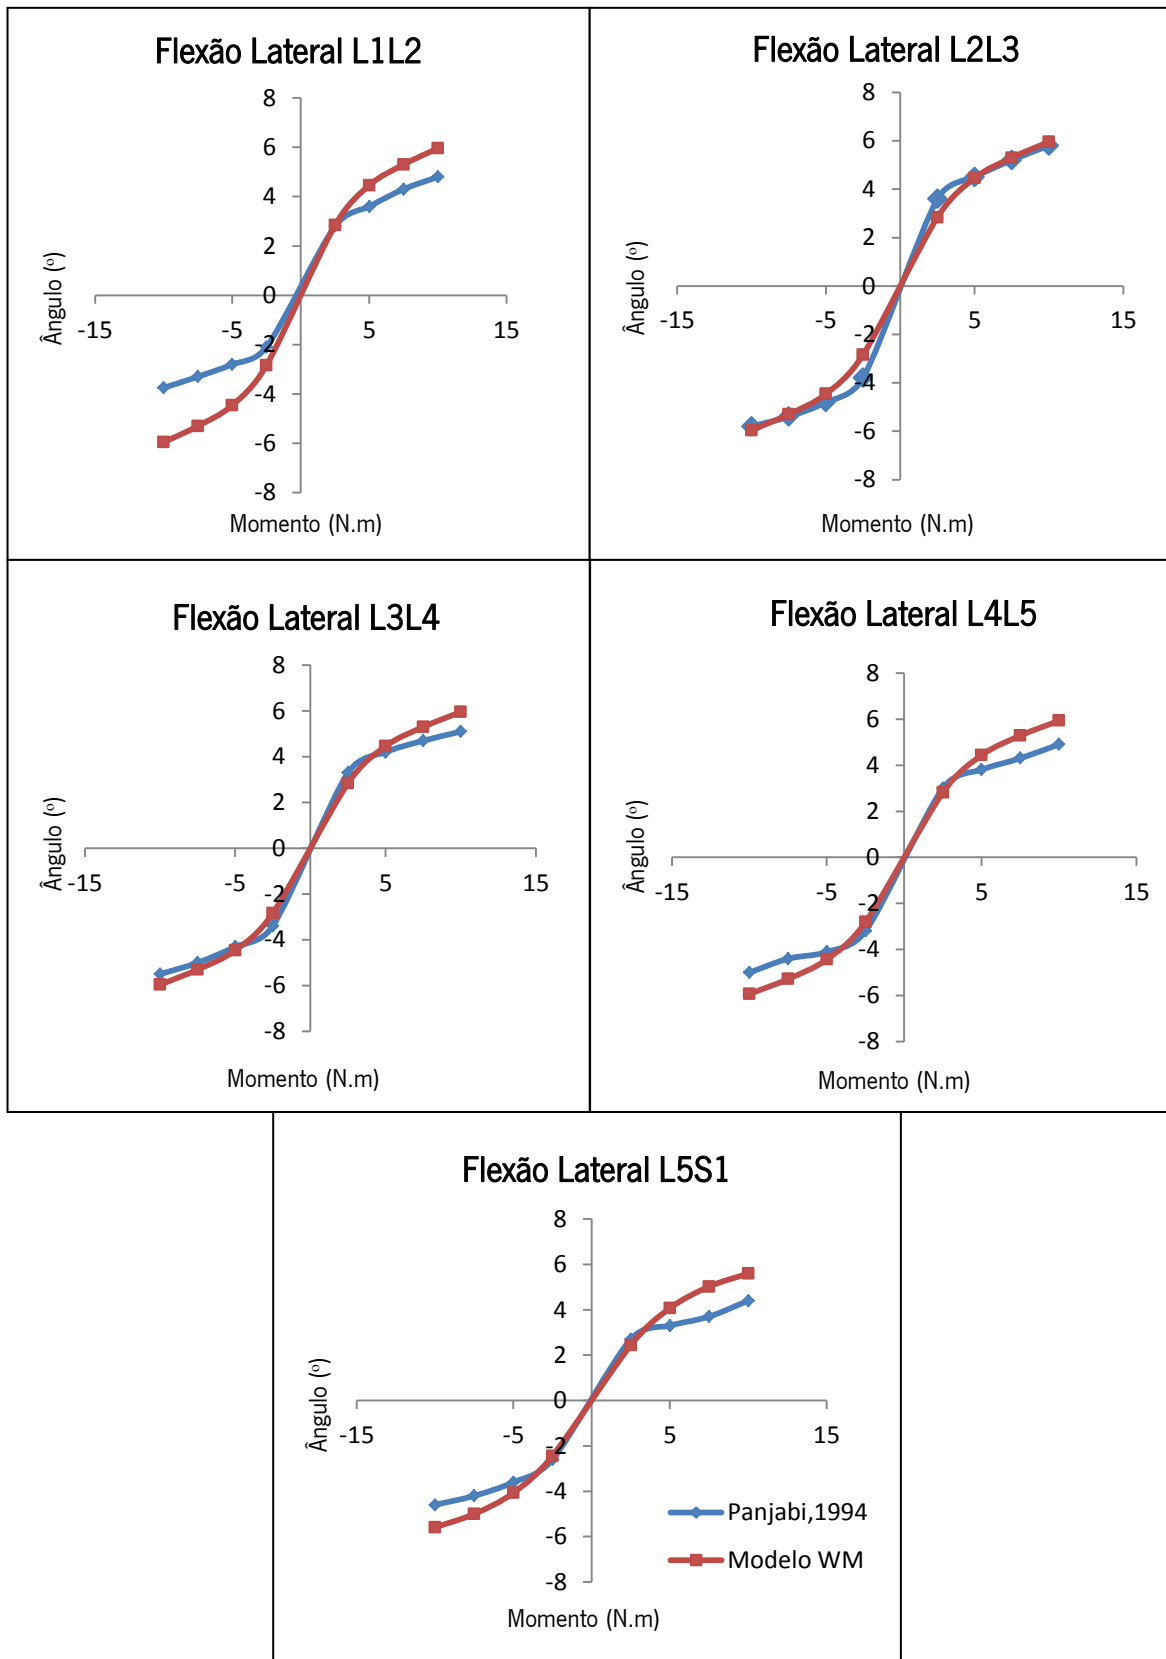 Flexão Lateral L1L2
8
6
4
2
0
-2
-4
-6
-8
-15 -5 5 15
Ângulo (º)
Momento (N.m)
Flexão Lateral L2L3
8
6
4
2
0
-2
-4
-6
-8
-15 -5 5 15
Ângulo (º)
Momento (N.m)
Flexão Lateral L3L4
8
6
4
2
0
-2
-4
-6
-8
-15 -5 5 15
Ângulo (º)
Momento (N.m)
Flexão Lateral L4L5
8
6
4
2
0
-2
-4
-6
-8
-15 -5 5 15
Ângulo (º)
Momento (N.m)
Flexão Lateral L5S1
8
6
4
2
0
-2
-4
-6
-8
-15 -5 5 15
Ângulo (º)
Momento (N.m)
Panjabi,1994
Modelo WM